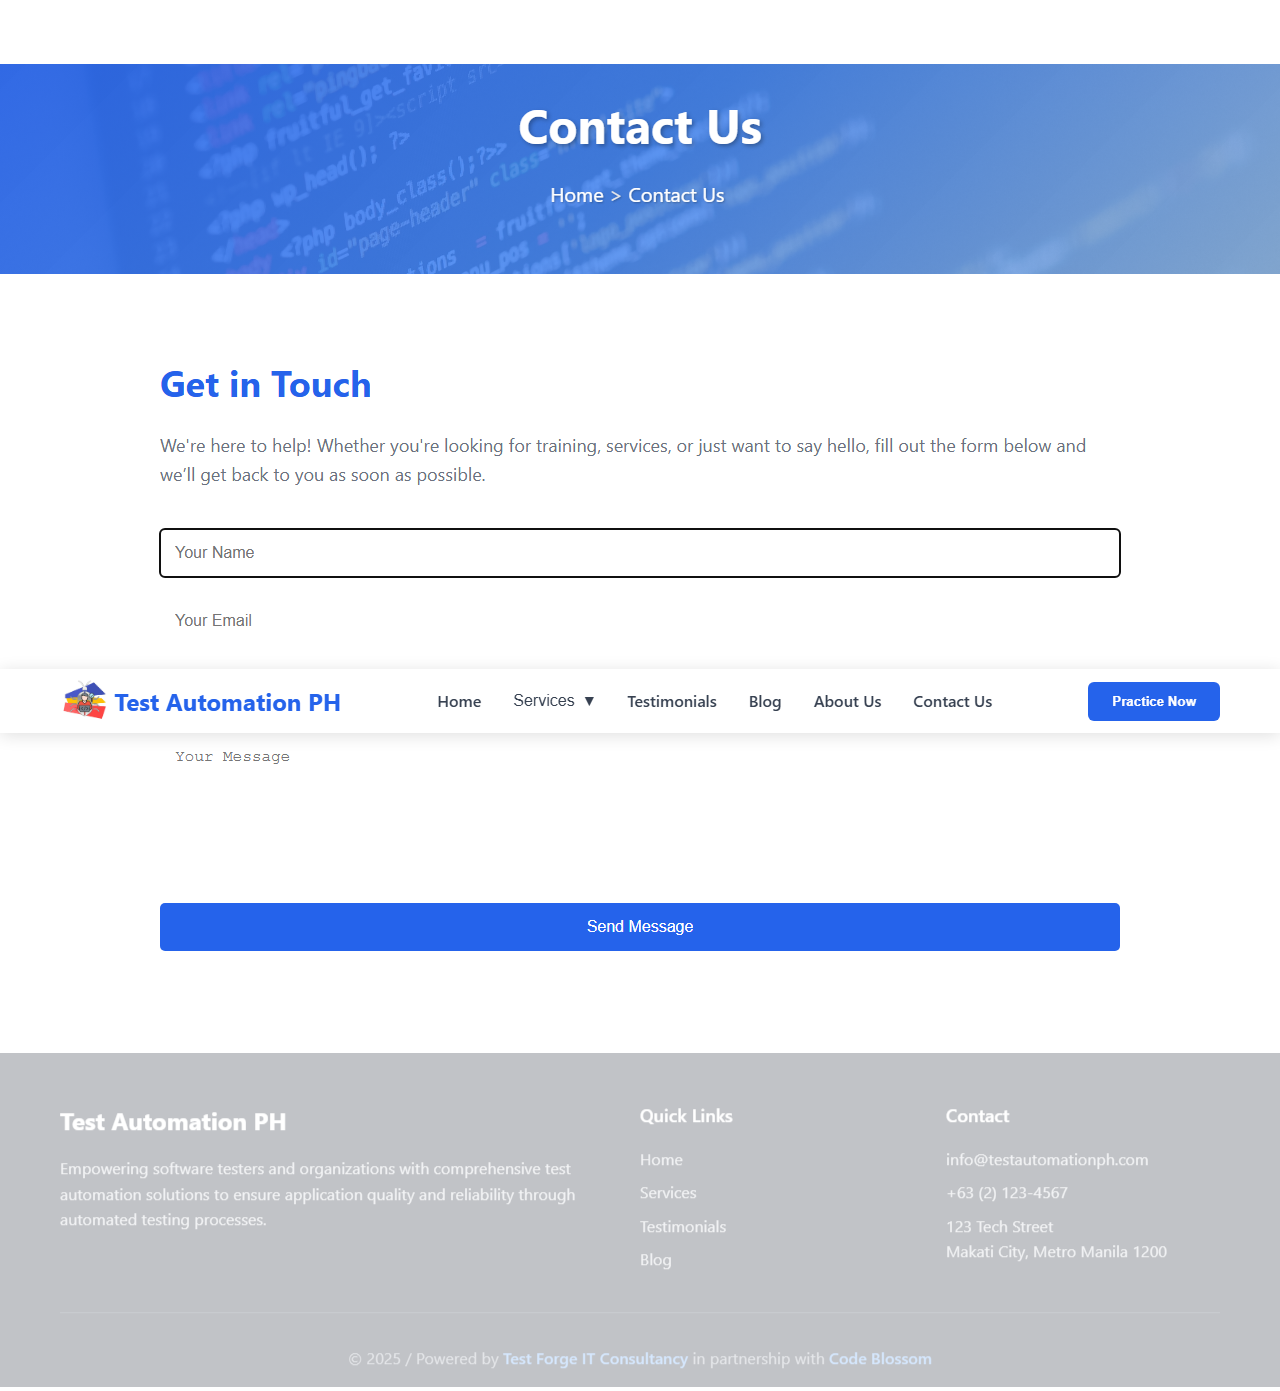 Contact Us
Home > Contact Us
Get in Touch
We're here to help! Whether you're looking for training, services, or just want to say hello, fill out the form below and
we’ll get back to you as soon as possible.
Your Name
Your Email
Test Automation PH
Home
Services ▼
Testimonials
Blog
About Us
Contact Us
Practice Now
Your Message
Send Message
Test Automation PH
Empowering software testers and organizations with comprehensive test
automation solutions to ensure application quality and reliability through
automated testing processes.
Quick Links
Home
Services
Testimonials
Blog
Contact
info@testautomationph.com
+63 (2) 123-4567
123 Tech Street
Makati City, Metro Manila 1200
© 2025 / Powered by Test Forge IT Consultancy in partnership with Code Blossom